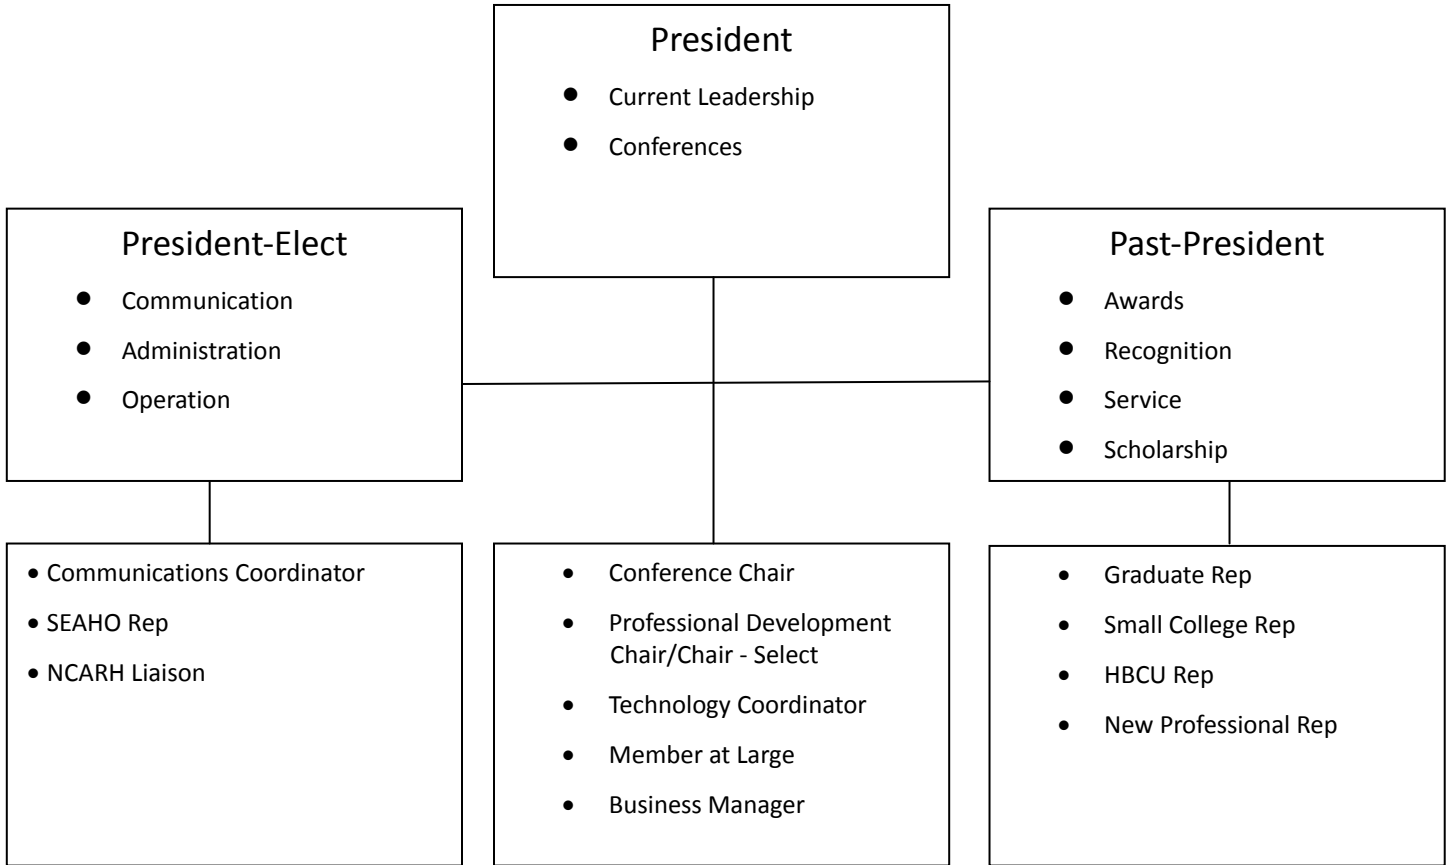 President
• Current Leadership
• Conferences
President-Elect
• Communication
• Administration
• Operation
Past-President
• Awards
• Recognition
• Service
• Scholarship
• Communications Coordinator
• SEAHO Rep
• NCARH Liaison
• Conference Chair
• Professional Development
Chair/Chair - Select
• Technology Coordinator
• Member at Large
• Business Manager
• Graduate Rep
• Small College Rep
• HBCU Rep
• New Professional Rep